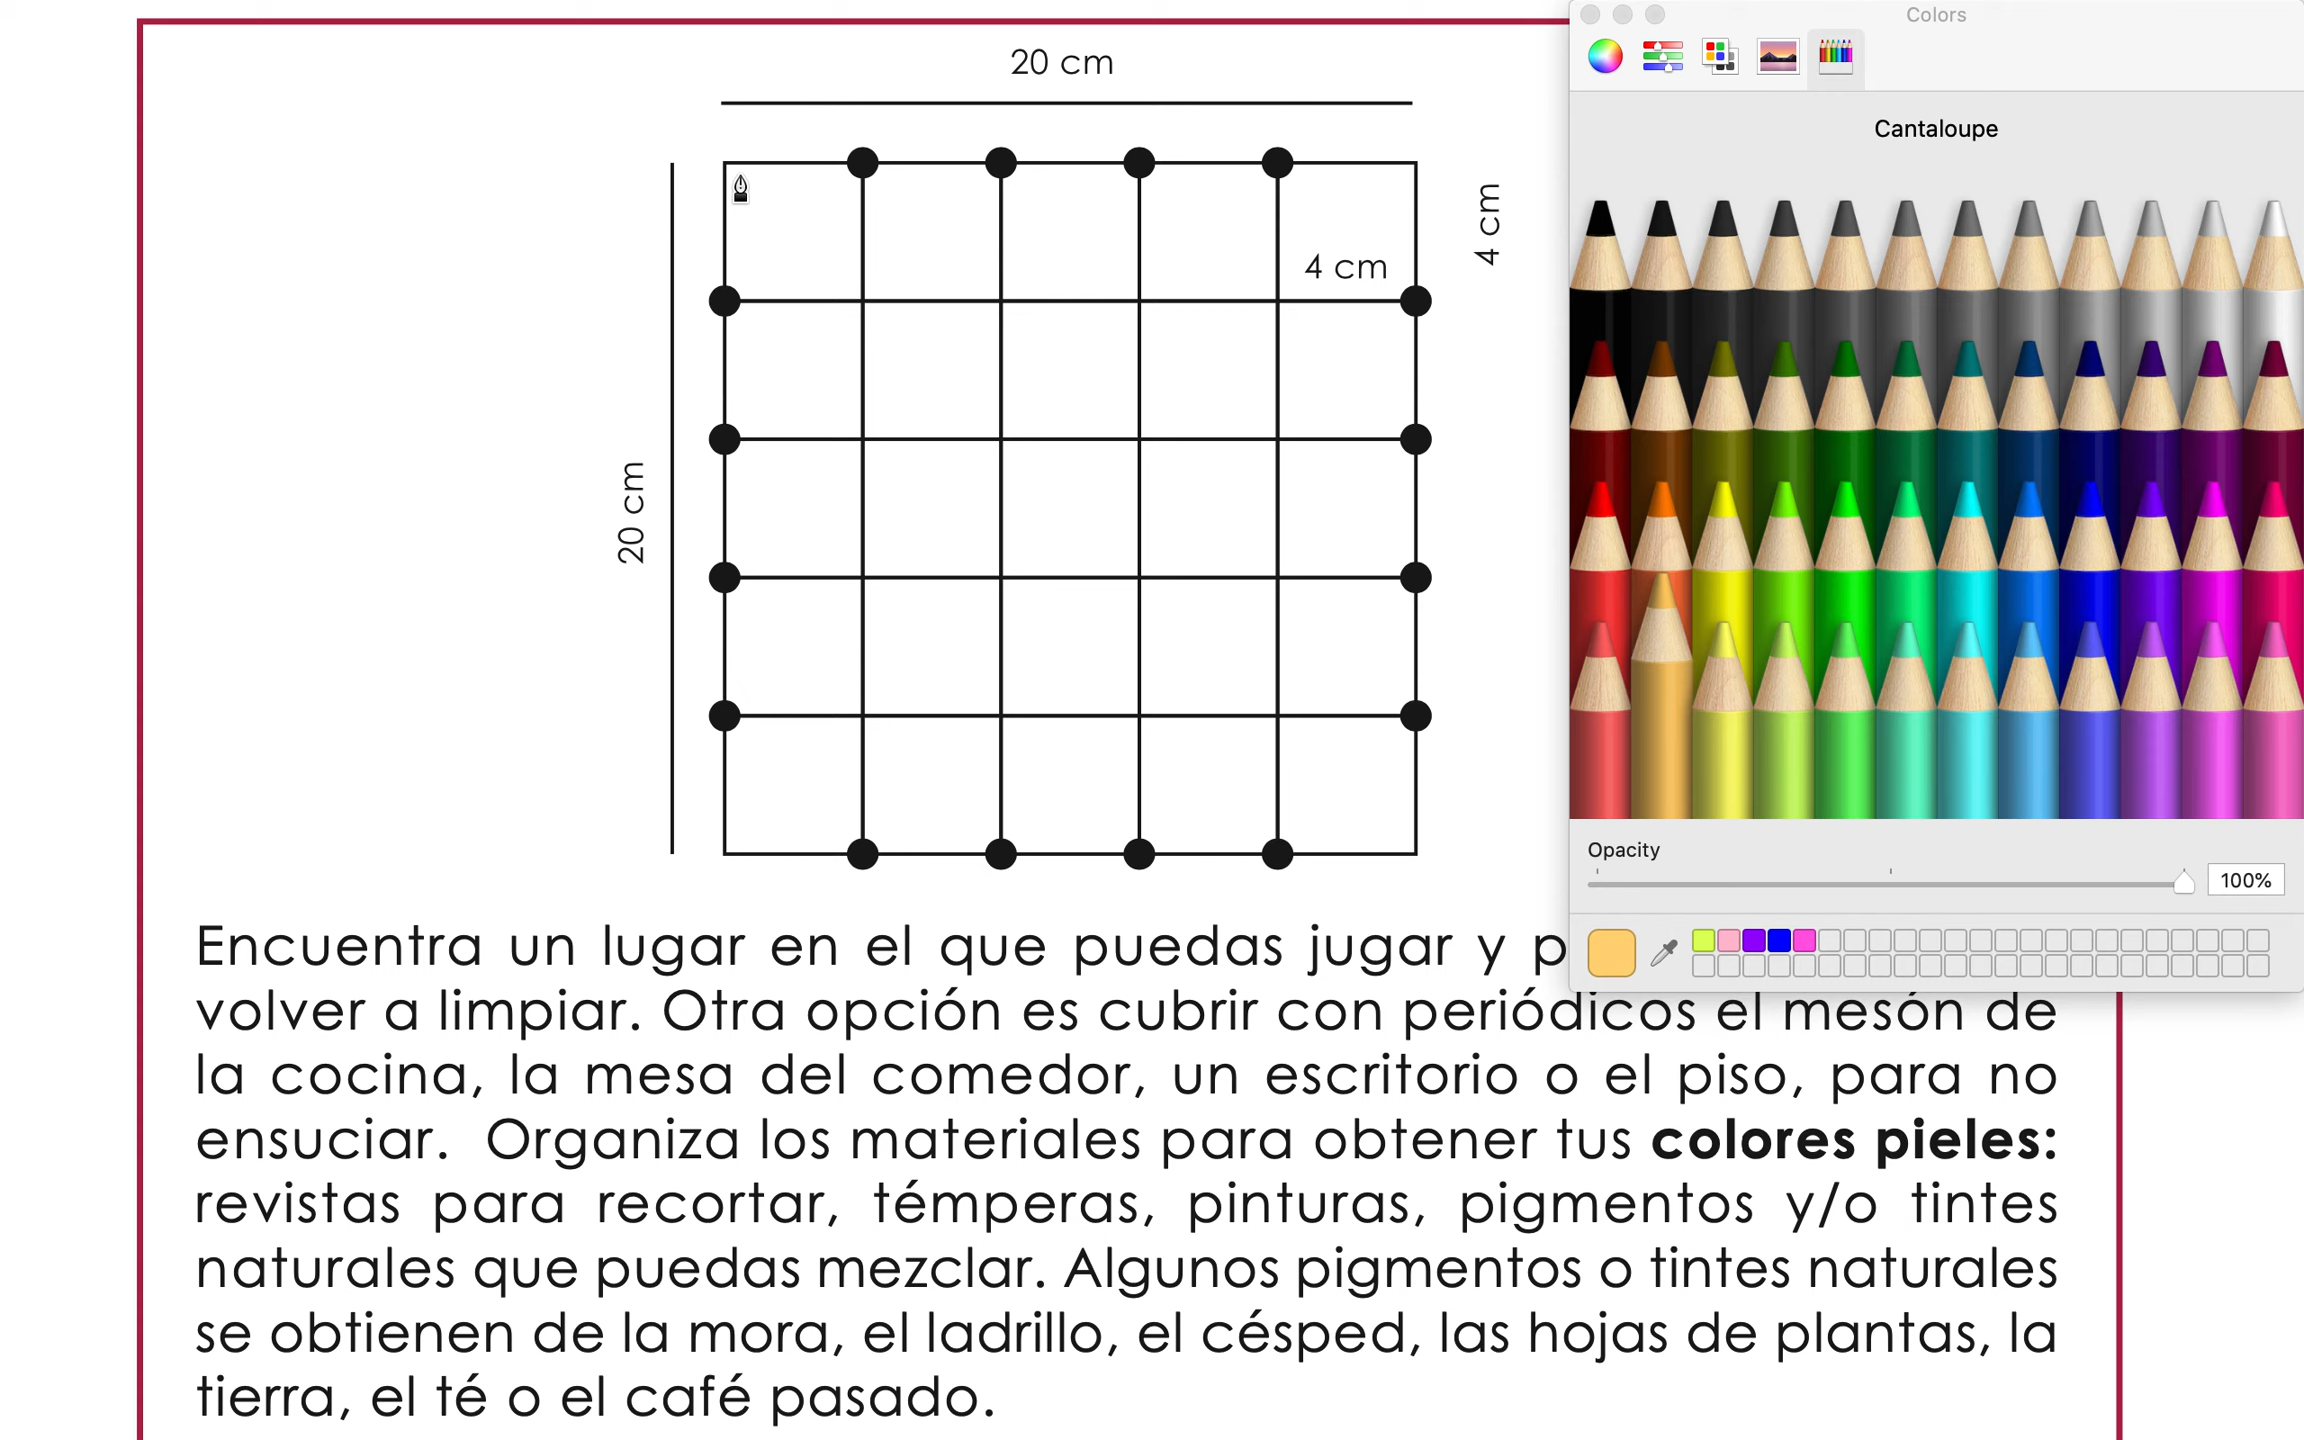 20 cm
20 cm
4 cm
4 cm
Colors
Cantaloupe
Opacity
100%
Encuentra un lugar en el que puedas jugar y p
volver a limpiar. Otra opción es cubrir con periódicos el mesón de
la cocina, la mesa del comedor, un escritorio o el piso, para no
ensuciar. Organiza los materiales para obtener tus colores pieles:
revistas para recortar, témperas, pinturas, pigmentos y/o tintes
naturales que puedas mezclar. Algunos pigmentos o tintes naturales
se obtienen de la mora, el ladrillo, el césped, las hojas de plantas, la
tierra, el té o el café pasado.